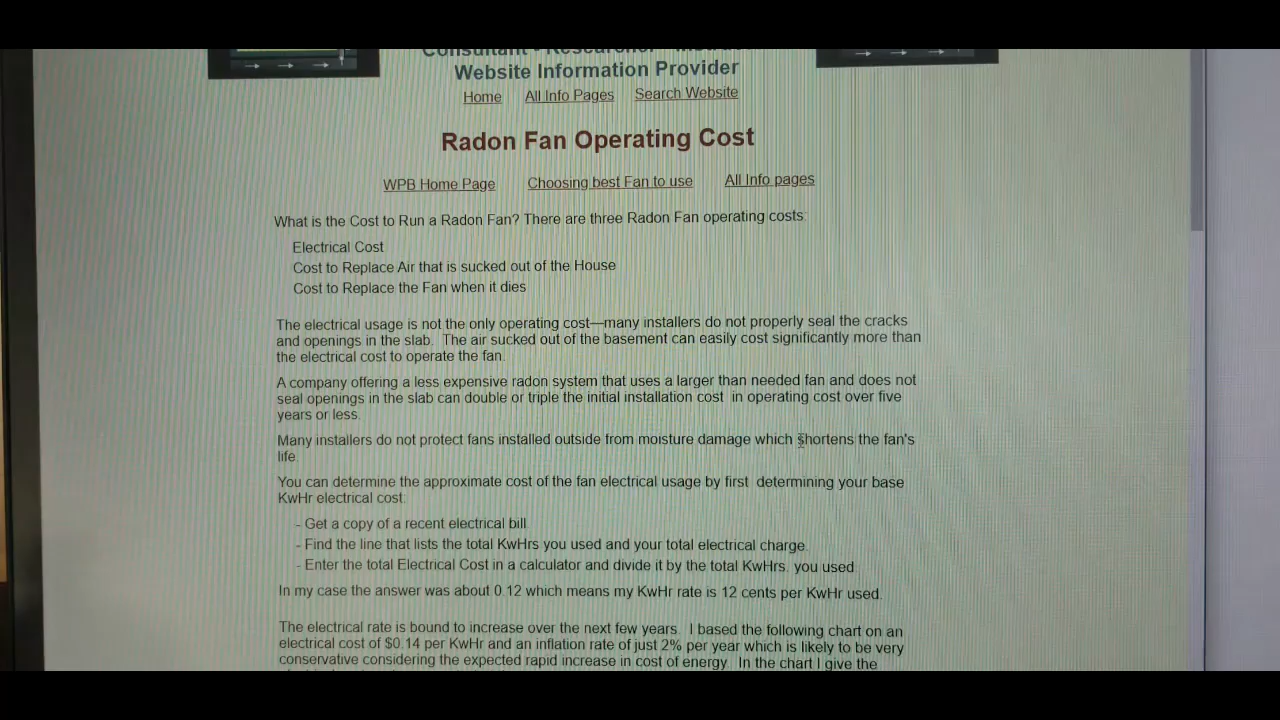 Website Information Provider
Home All Info Pages Search Website
Radon Fan Operating Cost
WPB Home Page Choosing best Fan to use All Info pages
What is the Cost to Run a Radon Fan? There are three Radon Fan operating costs:
Electrical Cost
Cost to Replace Air that is sucked out of the House
Cost to Replace the Fan when it dies
The electrical usage is not the only operating cost—many installers do not properly seal the cracks
and openings in the slab. The air sucked out of the basement can easily cost significantly more than
the electrical cost to operate the fan.
A company offering a less expensive radon system that uses a larger than needed fan and does not
seal openings in the slab can double or triple the initial installation cost in operating cost over five
years or less.
Many installers do not protect fans installed outside from moisture damage which shortens the fan's
life.
You can determine the approximate cost of the fan electrical usage by first determining your base
KwHr electrical cost:
- Get a copy of a recent electrical bill.
- Find the line that lists the total KwHrs you used and your total electrical charge.
- Enter the total Electrical Cost in a calculator and divide it by the total KwHrs. you used.
In my case the answer was about 0.12 which means my KwHr rate is 12 cents per KwHr used.
The electrical rate is bound to increase over the next few years. I based the following chart on an
electrical cost of $0.14 per KwHr and an inflation rate of just 2% per year which is likely to be very
conservative considering the expected rapid increase in cost of energy. In the chart I give the